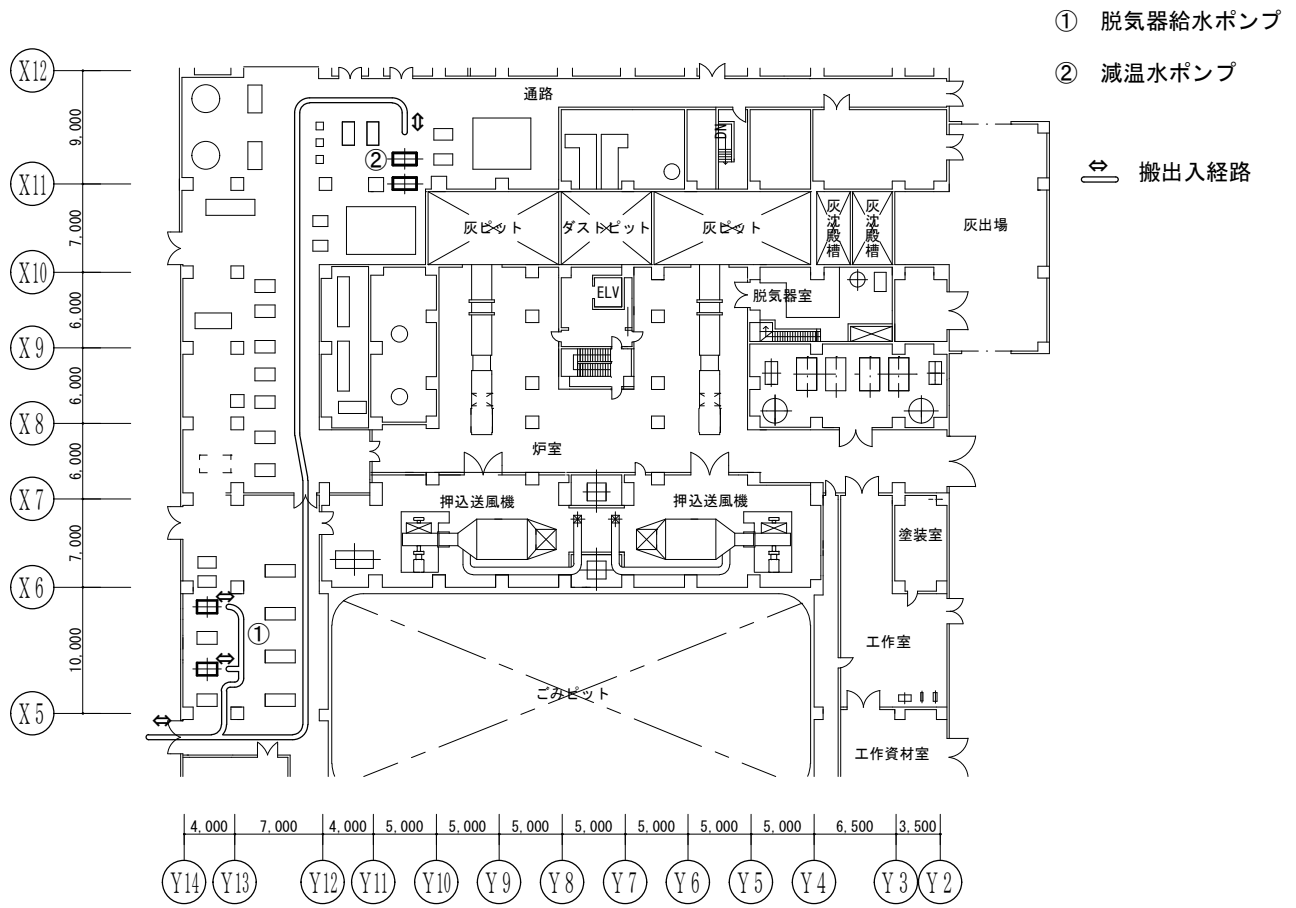 ① 脱気器給水ポンプ
② 減温水ポンプ
搬出入経路
X12
9,000
X11
7,000
X10
6,000
X9
6,000
X8
6,000
X7
7,000
X6
10,000
X5
通路
DN
②
灰ピット
ダストピット
灰ピット
灰沈殿槽
灰沈殿槽
灰出場
ELV
脱気器室
炉室
押込送風機
押込送風機
塗装室
①
工作室
ごみピット
工作資材室
4,000
7,000
4,000
5,000
5,000
5,000
5,000
5,000
5,000
5,000
6,500
3,500
Y14
Y13
Y12
Y11
Y10
Y9
Y8
Y7
Y6
Y5
Y4
Y3
Y2